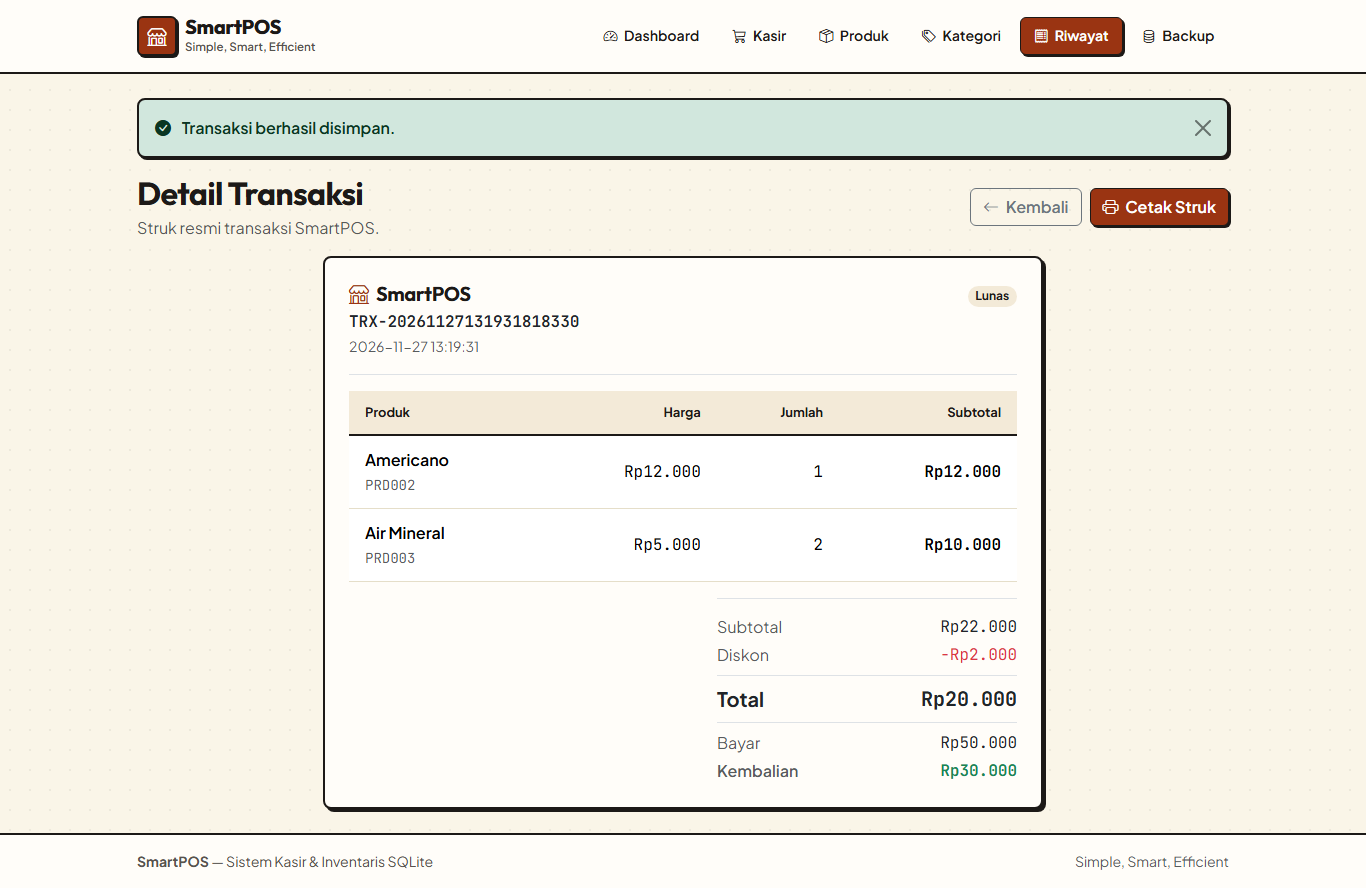 SmartPOS
Simple, Smart, Efficient
Dashboard Kasir Produk Kategori Riwayat Backup
Transaksi berhasil disimpan.
Detail Transaksi
Struk resmi transaksi SmartPOS.
Kembali Cetak Struk
SmartPOS Lunas
TRX-20261127131931818330
2026-11-27 13:19:31
Produk Harga Jumlah Subtotal
Americano
PRD002
Rp12.000 1 Rp12.000
Air Mineral
PRD003
Rp5.000 2 Rp10.000
Subtotal Rp22.000
Diskon -Rp2.000
Total Rp20.000
Bayar Rp50.000
Kembalian Rp30.000
SmartPOS — Sistem Kasir & Inventaris SQLite Simple, Smart, Efficient